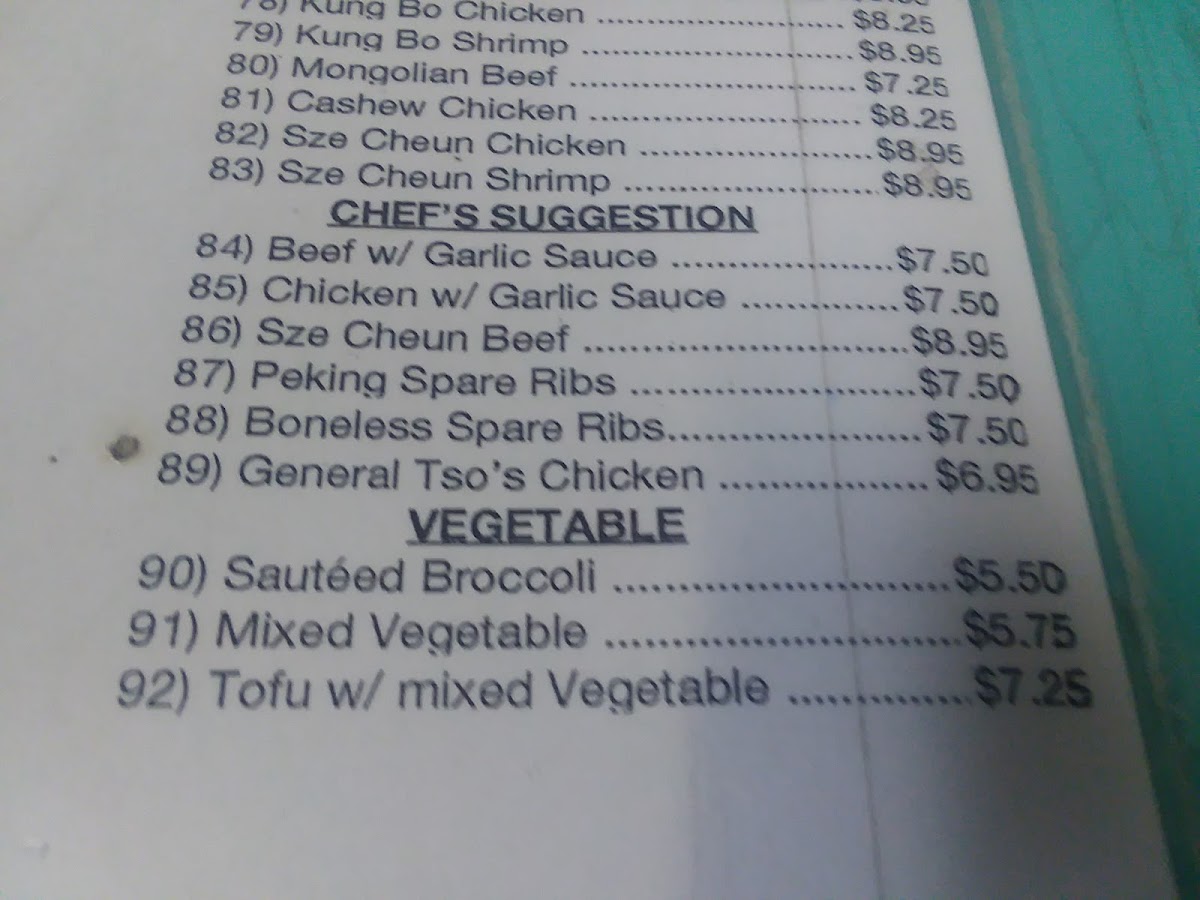 78) Kung Bo Chicken ........................ $8.25
79) Kung Bo Shrimp ........................... $8.95
80) Mongolian Beef ............................ $7.25
81) Cashew Chicken .......................... $8.25
82) Sze Cheun Chicken ...................... $8.95
83) Sze Cheun Shrimp ........................ $8.95
CHEF'S SUGGESTION
84) Beef w/ Garlic Sauce ..................... $7.50
85) Chicken w/ Garlic Sauce ............... $7.50
86) Sze Cheun Beef .............................. $8.95
87) Peking Spare Ribs ......................... $7.50
88) Boneless Spare Ribs...................... $7.50
89) General Tso's Chicken .................. $6.95
VEGETABLE
90) Sautéed Broccoli ............................ $5.50
91) Mixed Vegetable ............................. $5.75
92) Tofu w/ mixed Vegetable ............... $7.25